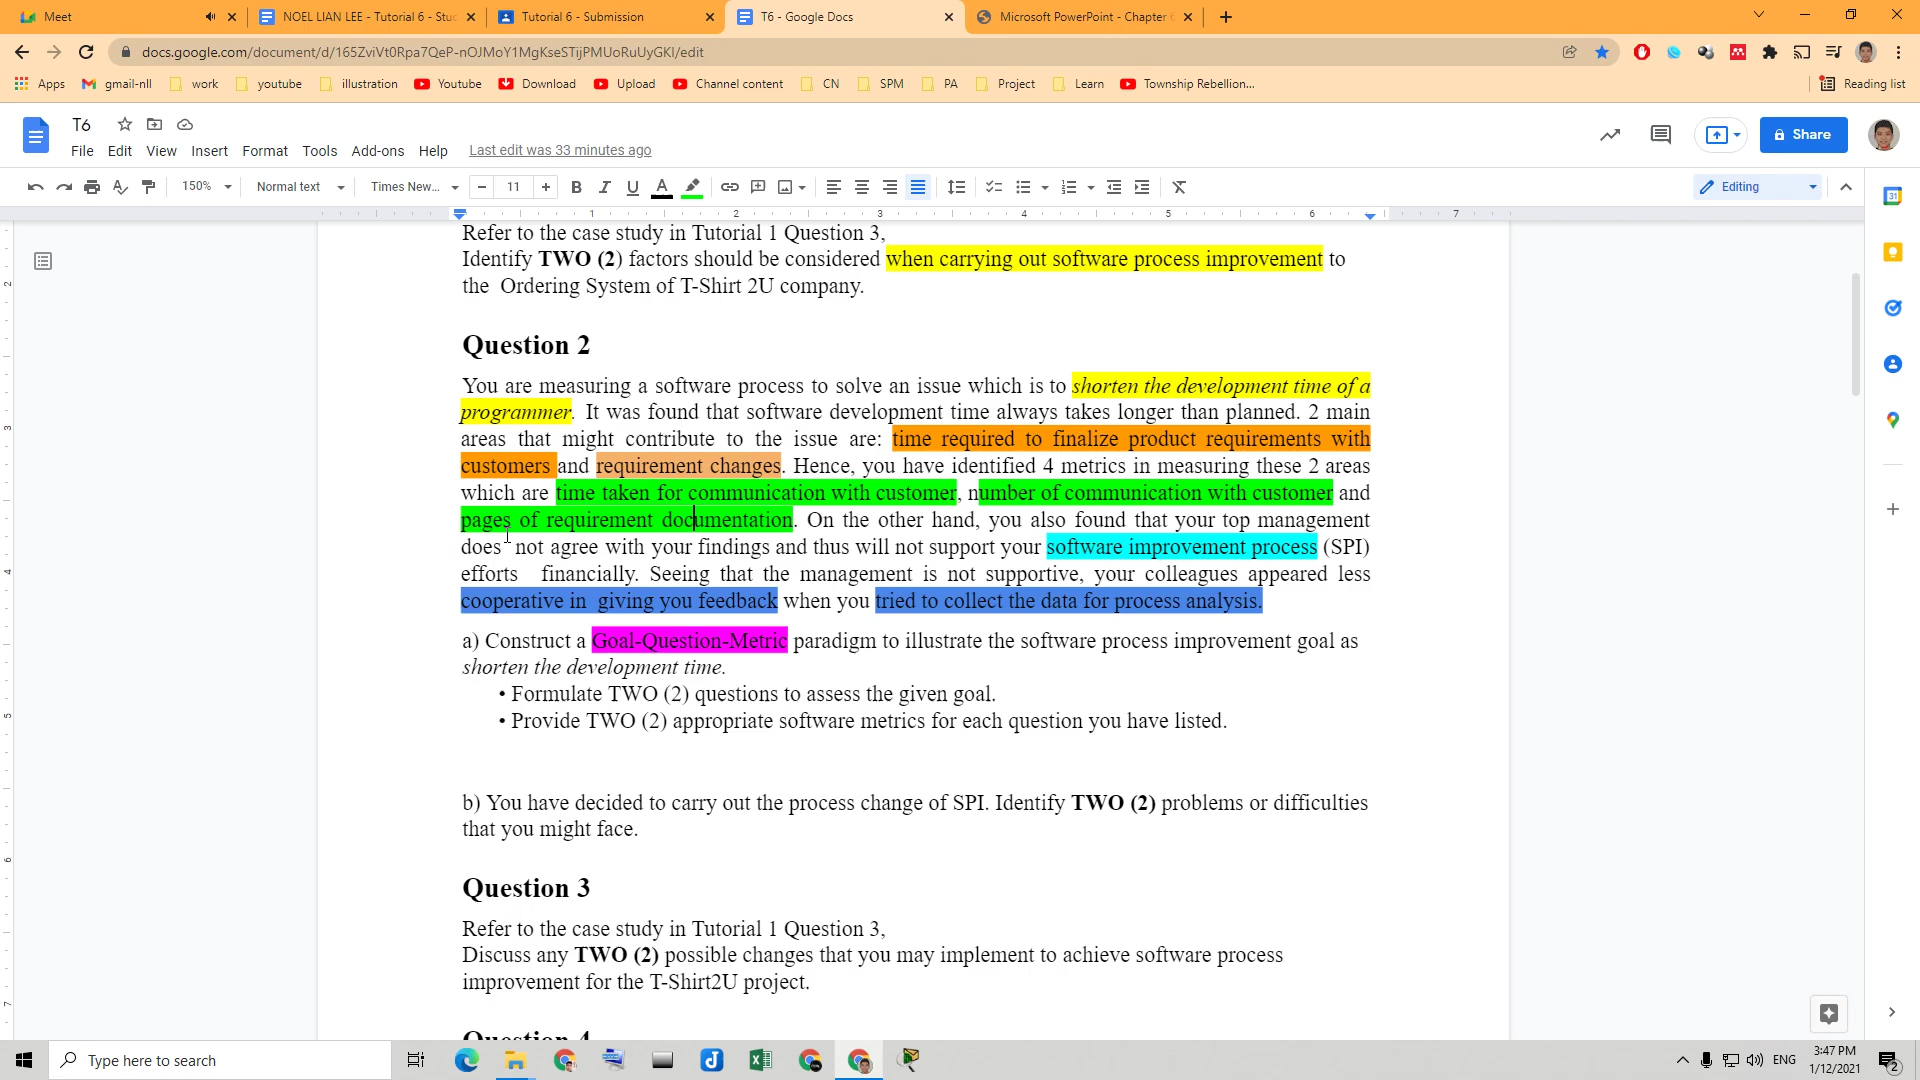 Meet
NOEL LIAN LEE - Tutorial 6 - Stu
Tutorial 6 - Submission
T6 - Google Docs
Microsoft PowerPoint - Chapter
docs.google.com/document/d/165ZviVt0Rpa7QeP-nOJMoY1MgKseSTijPMUoRuUyGKI/edit
Apps
gmail-nll
work
youtube
illustration
Youtube
Download
Upload
Channel content
CN
SPM
PA
Project
Learn
Township Rebellion...
Reading list
T6
File Edit View Insert Format Tools Add-ons Help Last edit was 33 minutes ago
Share
150% Normal text Times New... 11 Editing
1 2 3 4 5 6 7
Refer to the case study in Tutorial 1 Question 3,
Identify TWO (2) factors should be considered when carrying out software process improvement to
the Ordering System of T-Shirt 2U company.
Question 2
You are measuring a software process to solve an issue which is to shorten the development time of a
programmer. It was found that software development time always takes longer than planned. 2 main
areas that might contribute to the issue are: time required to finalize product requirements with
customers and requirement changes. Hence, you have identified 4 metrics in measuring these 2 areas
which are time taken for communication with customer, number of communication with customer and
pages of requirement documentation. On the other hand, you also found that your top management
does not agree with your findings and thus will not support your software improvement process (SPI)
efforts financially. Seeing that the management is not supportive, your colleagues appeared less
cooperative in giving you feedback when you tried to collect the data for process analysis.
a) Construct a Goal-Question-Metric paradigm to illustrate the software process improvement goal as
shorten the development time.
• Formulate TWO (2) questions to assess the given goal.
• Provide TWO (2) appropriate software metrics for each question you have listed.
b) You have decided to carry out the process change of SPI. Identify TWO (2) problems or difficulties
that you might face.
Question 3
Refer to the case study in Tutorial 1 Question 3,
Discuss any TWO (2) possible changes that you may implement to achieve software process
improvement for the T-Shirt2U project.
Question 4
Type here to search
ENG
3:47 PM
1/12/2021
2